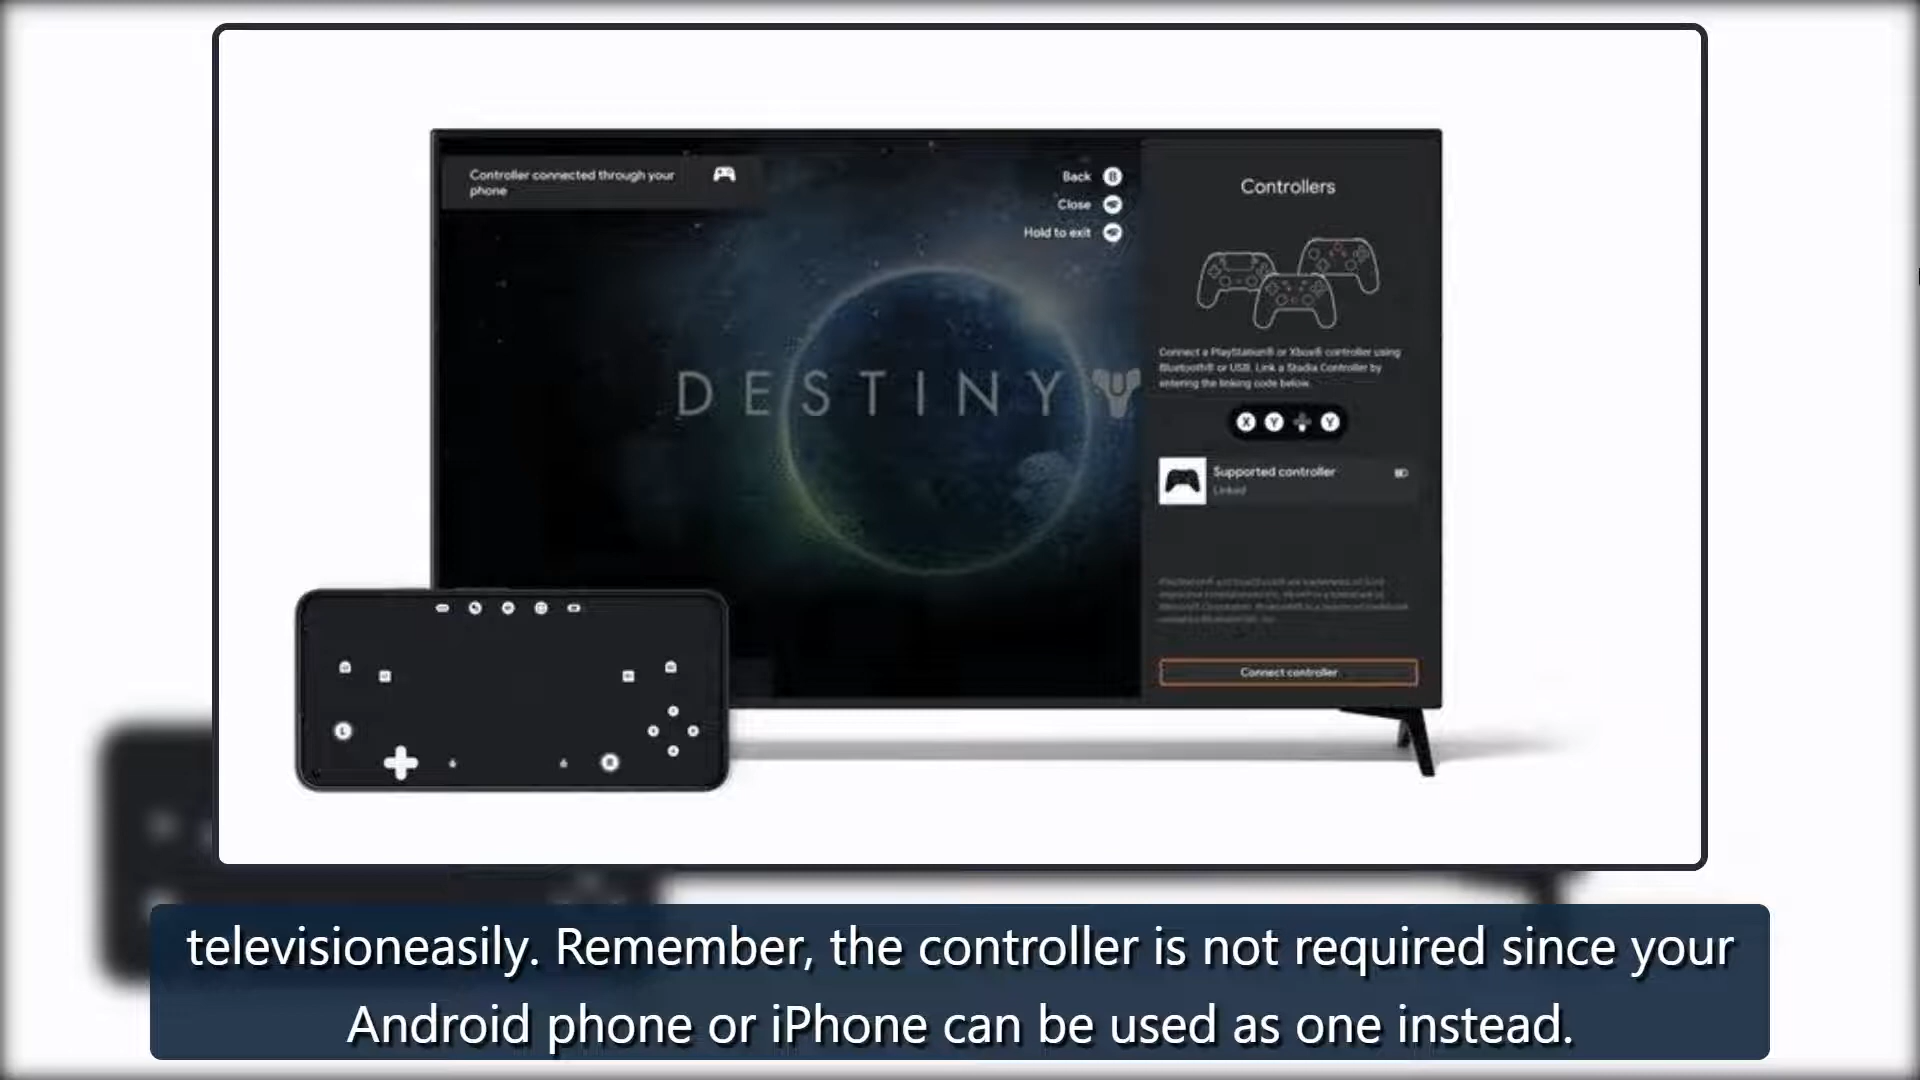 Controller connected through your
phone
Back B
Close
Hold to exit
DESTINY
Controllers
Connect a PlayStation® or Xbox® controller using
Bluetooth® or USB. Link a Stadia Controller by
entering the linking code below.
X Y Y
Supported controller
Linked
Connect controller
L
R
televisioneasily. Remember, the controller is not required since your
Android phone or iPhone can be used as one instead.